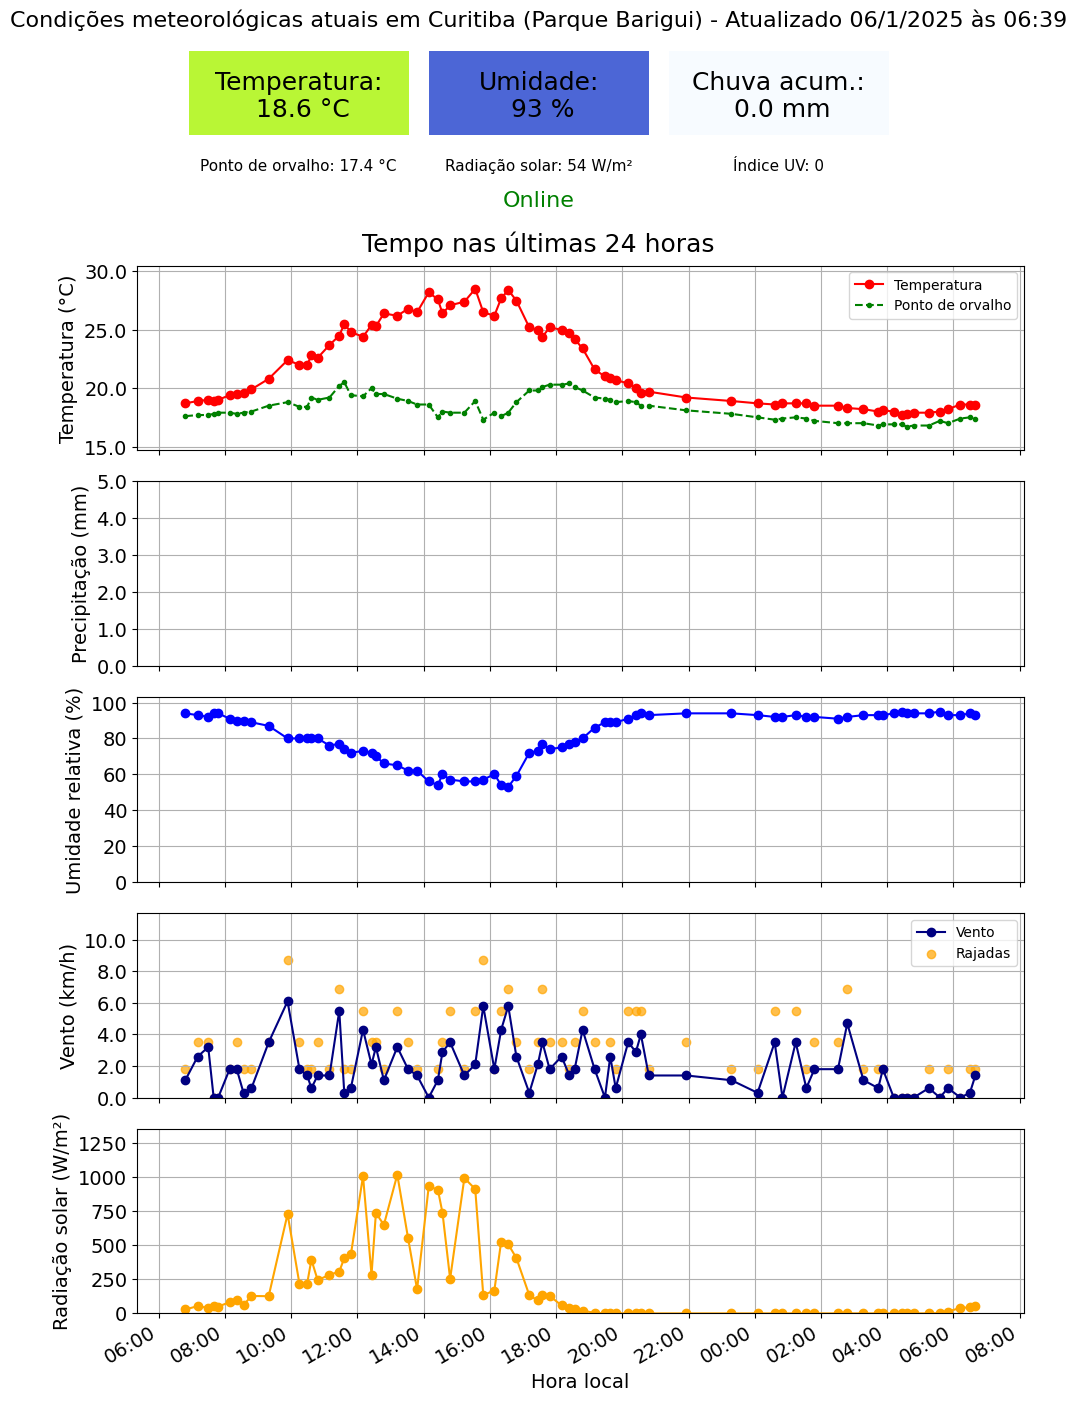 Condições meteorológicas atuais em Curitiba (Parque Barigui) - Atualizado 06/1/2025 às 06:39
Temperatura:
18.6 °C
Umidade:
93 %
Chuva acum.:
0.0 mm
Ponto de orvalho: 17.4 °C
Radiação solar: 54 W/m²
Índice UV: 0
Online
Tempo nas últimas 24 horas
Temperatura (°C)
30.0
25.0
20.0
15.0
Temperatura
Ponto de orvalho
Precipitação (mm)
5.0
4.0
3.0
2.0
1.0
0.0
Umidade relativa (%)
100
80
60
40
20
0
Vento (km/h)
10.0
8.0
6.0
4.0
2.0
0.0
Vento
Rajadas
Radiação solar (W/m²)
1250
1000
750
500
250
0
06:00
08:00
10:00
12:00
14:00
16:00
18:00
20:00
22:00
00:00
02:00
04:00
06:00
08:00
Hora local